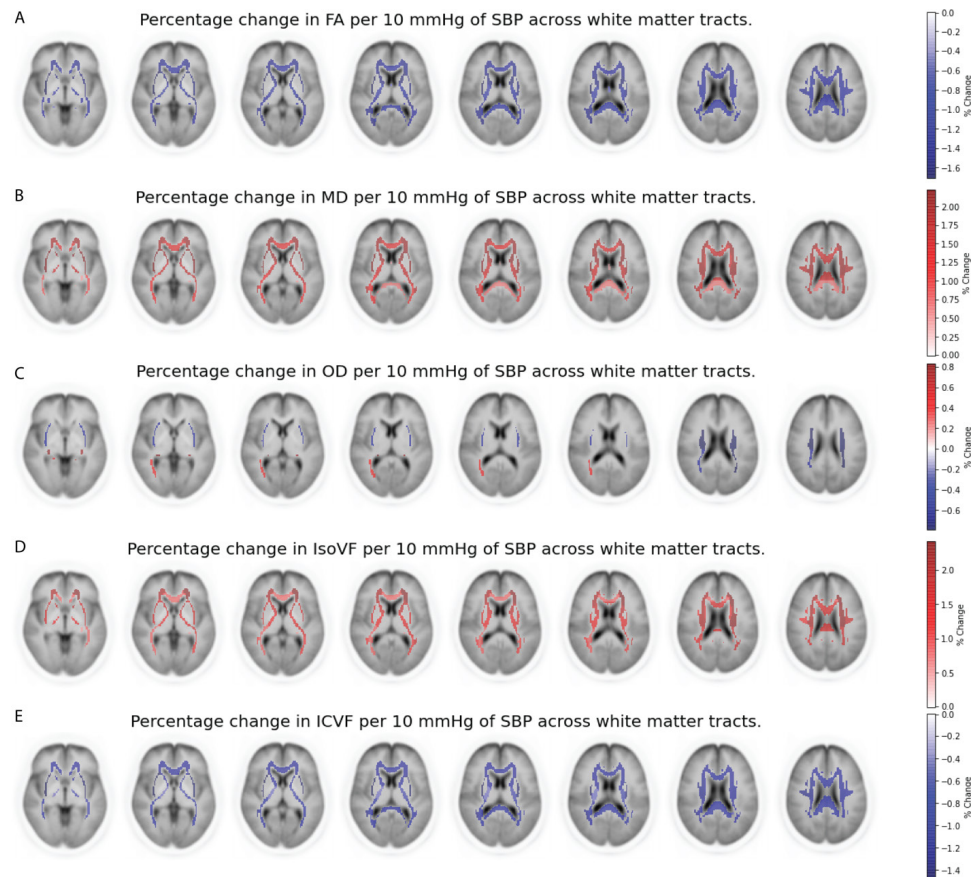 A
Percentage change in FA per 10 mmHg of SBP across white matter tracts.
0.0
−0.2
−0.4
−0.6
−0.8
−1.0
−1.2
−1.4
−1.6
% Change
B
Percentage change in MD per 10 mmHg of SBP across white matter tracts.
2.00
1.75
1.50
1.25
1.00
0.75
0.50
0.25
0.00
% Change
C
Percentage change in OD per 10 mmHg of SBP across white matter tracts.
0.8
0.6
0.4
0.2
0.0
−0.2
−0.4
−0.6
% Change
D
Percentage change in IsoVF per 10 mmHg of SBP across white matter tracts.
2.0
1.5
1.0
0.5
0.0
% Change
E
Percentage change in ICVF per 10 mmHg of SBP across white matter tracts.
0.0
−0.2
−0.4
−0.6
−0.8
−1.0
−1.2
−1.4
% Change